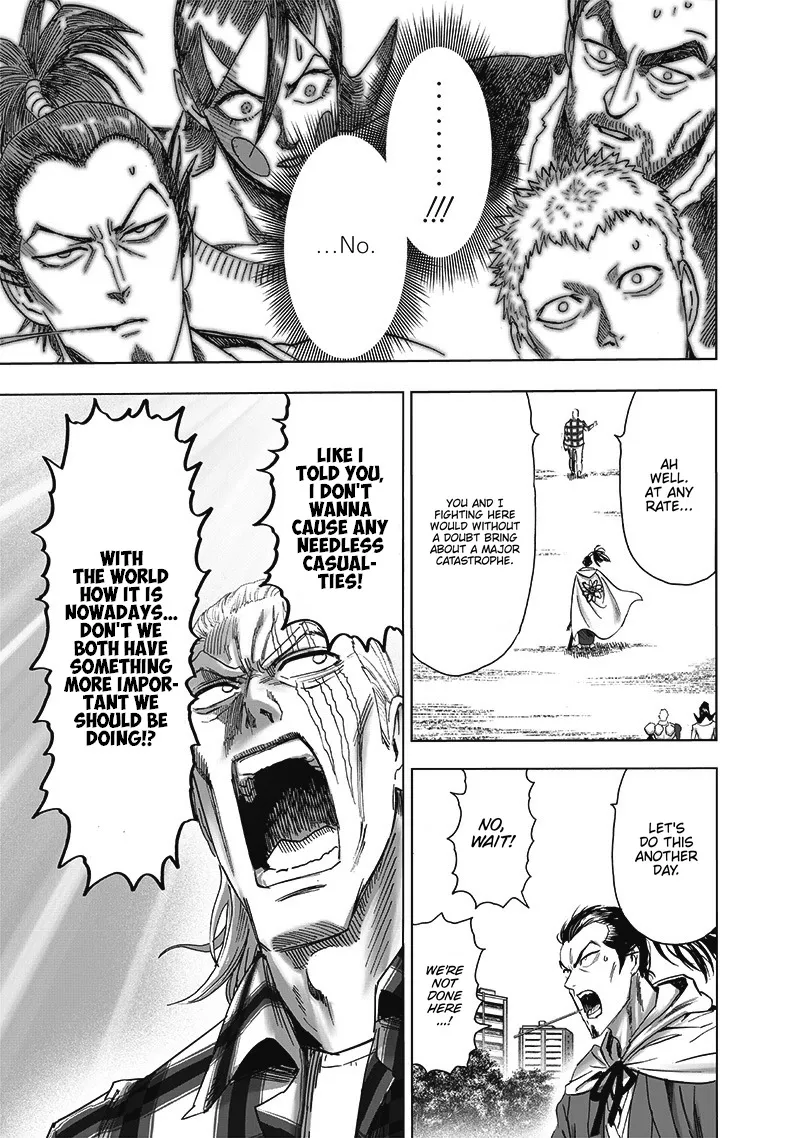 ………
!!!
...No.
AH
WELL.
AT ANY
RATE...
YOU AND I
FIGHTING HERE
WOULD WITHOUT
A DOUBT BRING
ABOUT A MAJOR
CATASTROPHE.
LET'S
DO THIS
ANOTHER
DAY.
NO,
WAIT!
WE'RE
NOT
DONE
HERE
...!
LIKE I
TOLD YOU,
I DON'T
WANNA
CAUSE ANY
NEEDLESS
CASUAL-
TIES!
WITH
THE WORLD
HOW IT IS
NOWADAYS...
DON'T WE
BOTH HAVE
SOMETHING
MORE IMPOR-
TANT WE
SHOULD BE
DOING!?